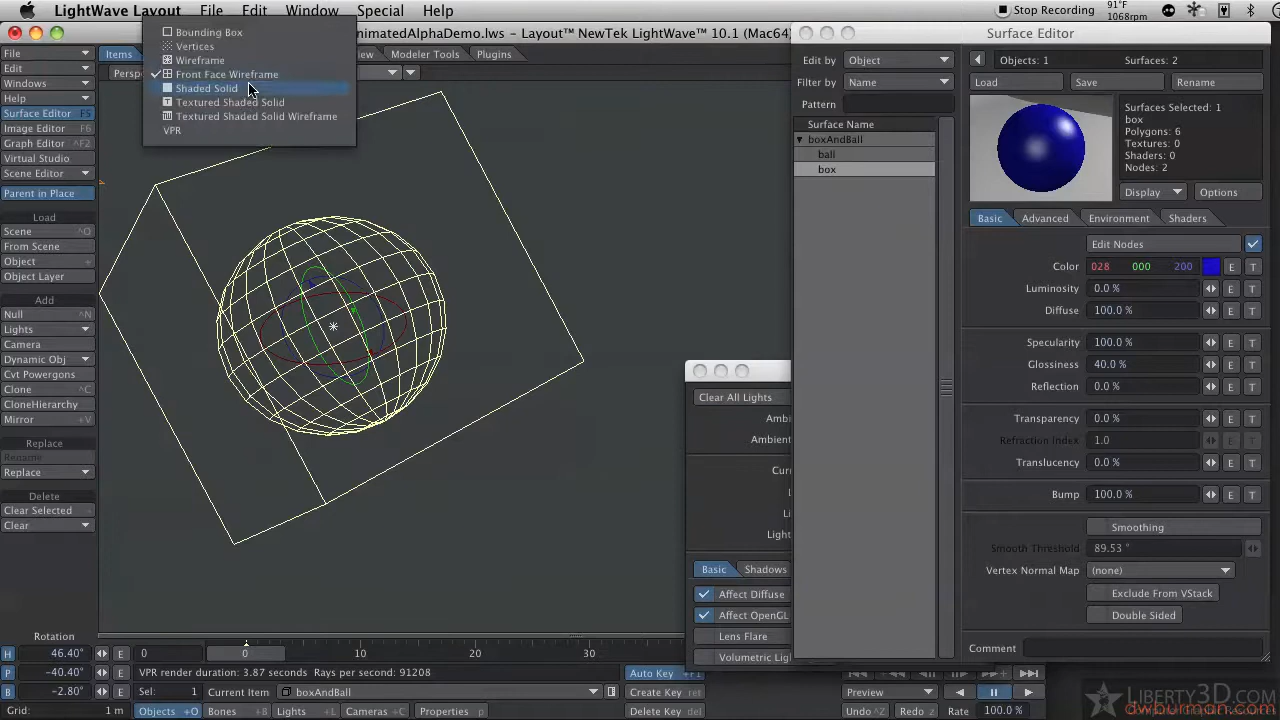 LightWave Layout File Edit Window Special Help
Stop Recording 91°F 1068rpm
AnimatedAlphaDemo.lws – Layout™ NewTek LightWave™ 10.1 (Mac64)
Items
Modeler Tools Plugins
Bounding Box
Vertices
Wireframe
Front Face Wireframe
Shaded Solid
Textured Shaded Solid
Textured Shaded Solid Wireframe
VPR
File
Edit
Windows
Help
Surface Editor F5
Image Editor F6
Graph Editor ^F2
Virtual Studio
Scene Editor
Parent in Place
Load
Scene ^O
From Scene
Object +
Object Layer
Add
Null ^N
Lights
Camera
Dynamic Obj
Cvt Powergons
Clone ^C
CloneHierarchy
Mirror +V
Replace
Rename
Replace
Delete
Clear Selected -
Clear
Surface Editor
Edit by Object
Filter by Name
Pattern
Surface Name
boxAndBall
ball
box
Objects: 1 Surfaces: 2
Load Save Rename
Surfaces Selected: 1
box
Polygons: 6
Textures: 0
Shaders: 0
Nodes: 2
Display Options
Basic Advanced Environment Shaders
Edit Nodes
Color 028 000 200 E T
Luminosity 0.0 % E T
Diffuse 100.0 % E T
Specularity 100.0 % E T
Glossiness 40.0 % E T
Reflection 0.0 % E T
Transparency 0.0 % E T
Refraction Index 1.0 E T
Translucency 0.0 % E T
Bump 100.0 % E T
Smoothing
Smooth Threshold 89.53 °
Vertex Normal Map (none)
Exclude From VStack
Double Sided
Comment
Clear All Lights
Ambi
Ambient
Curr
L
Li
Light
Basic Shadows
Affect Diffuse
Affect OpenGL
Lens Flare
Volumetric Ligh
Rotation
H 46.40° E
P -40.40° E
B -2.80° E
Grid: 1 m
0 0 10 20 30
VPR render duration: 3.87 seconds Rays per second: 91208
Sel: 1 Current Item boxAndBall
Objects +O Bones +B Lights +L Cameras +C Properties p
Auto Key +F1
Create Key ret
Delete Key del
Preview
Undo ^Z Redo z Rate 100.0 %
LIBERTY3D.COM
dwburman.com